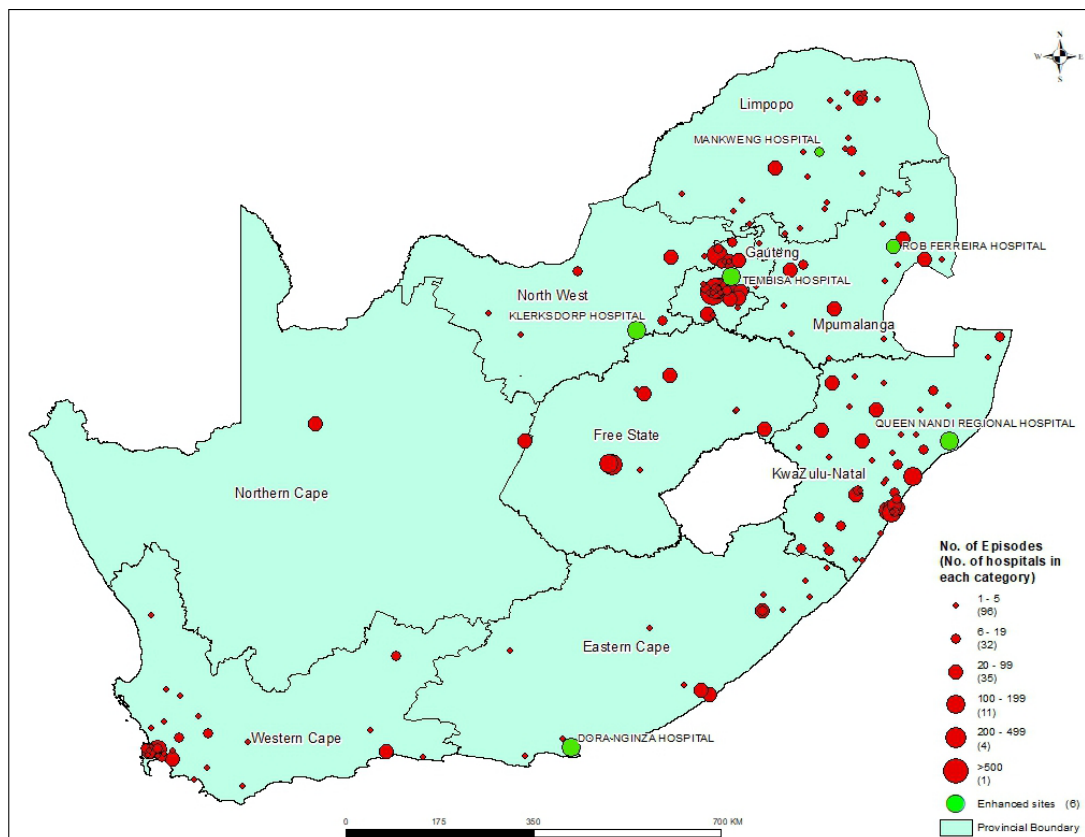 N
W E
S
Limpopo
MANKWENG HOSPITAL
ROB FERREIRA HOSPITAL
Gauteng
TEMBISA HOSPITAL
North West
KLERKSDORP HOSPITAL
Mpumalanga
QUEEN NANDI REGIONAL HOSPITAL
Free State
KwaZulu-Natal
Northern Cape
Eastern Cape
Western Cape
DORA-NGINZA HOSPITAL
No. of Episodes
(No. of hospitals in
each category)
1 - 5
(96)
6 - 19
(32)
20 - 99
(35)
100 - 199
(11)
200 - 499
(4)
>500
(1)
Enhanced sites (6)
Provincial Boundary
0 175 350 700 KM